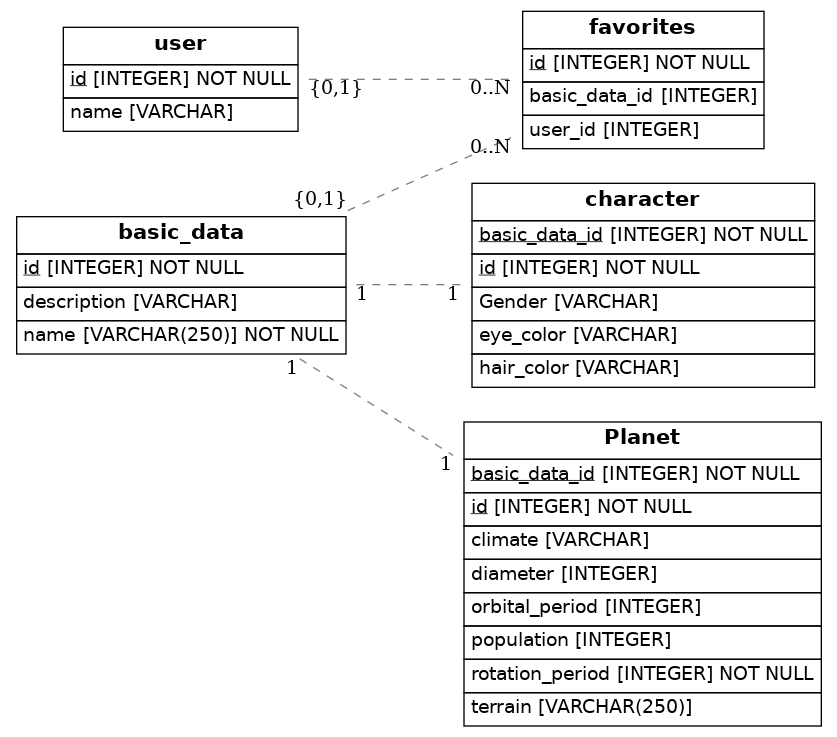 user
id [INTEGER] NOT NULL
name [VARCHAR]
{0,1}
0..N
favorites
id [INTEGER] NOT NULL
basic_data_id [INTEGER]
user_id [INTEGER]
0..N
{0,1}
basic_data
id [INTEGER] NOT NULL
description [VARCHAR]
name [VARCHAR(250)] NOT NULL
1
1
character
basic_data_id [INTEGER] NOT NULL
id [INTEGER] NOT NULL
Gender [VARCHAR]
eye_color [VARCHAR]
hair_color [VARCHAR]
1
1
Planet
basic_data_id [INTEGER] NOT NULL
id [INTEGER] NOT NULL
climate [VARCHAR]
diameter [INTEGER]
orbital_period [INTEGER]
population [INTEGER]
rotation_period [INTEGER] NOT NULL
terrain [VARCHAR(250)]